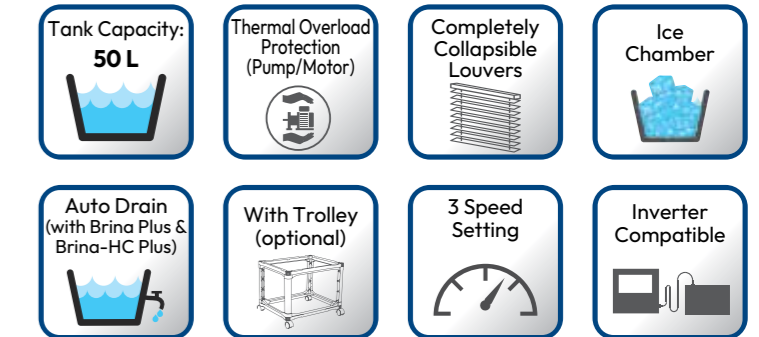 Tank Capacity:
50 L
Thermal Overload
Protection
(Pump/Motor)
Completely
Collapsible
Louvers
Ice
Chamber
Auto Drain
(with Brina Plus &
Brina-HC Plus)
With Trolley
(optional)
3 Speed
Setting
Inverter
Compatible